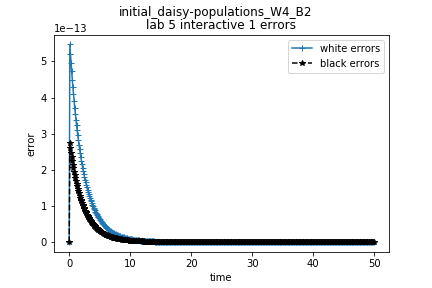 initial_daisy-populations_W4_B2
lab 5 interactive 1 errors
1e−13
white errors
black errors
5
4
3
2
1
0
error
0 10 20 30 40 50
time